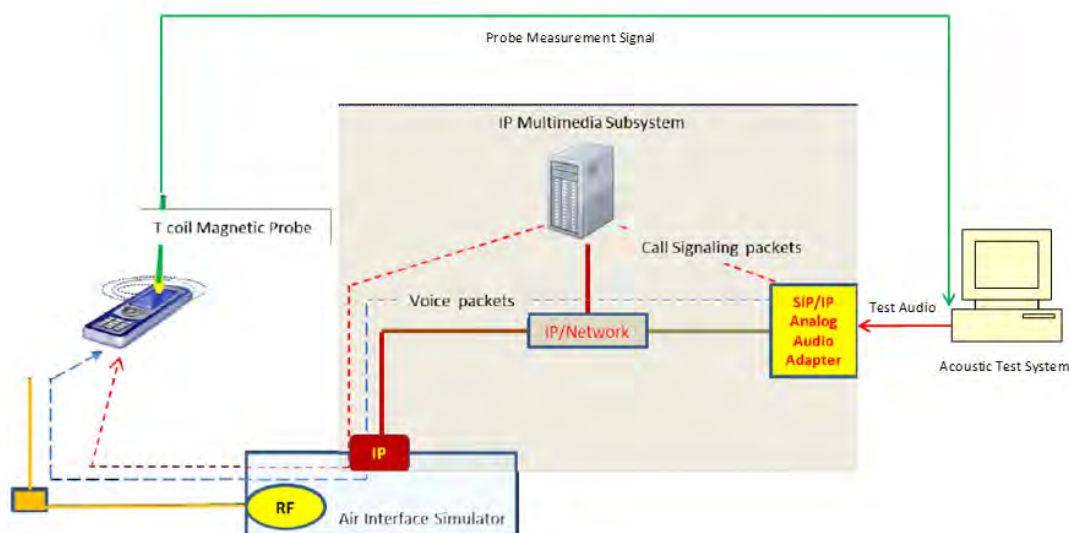 Probe Measurement Signal
IP Multimedia Subsystem
T coil Magnetic Probe
Call Signaling packets
Voice packets
SIP/IP
Analog
Audio
Adapter
Test Audio
IP/Network
Acoustic Test System
IP
RF
Air Interface Simulator